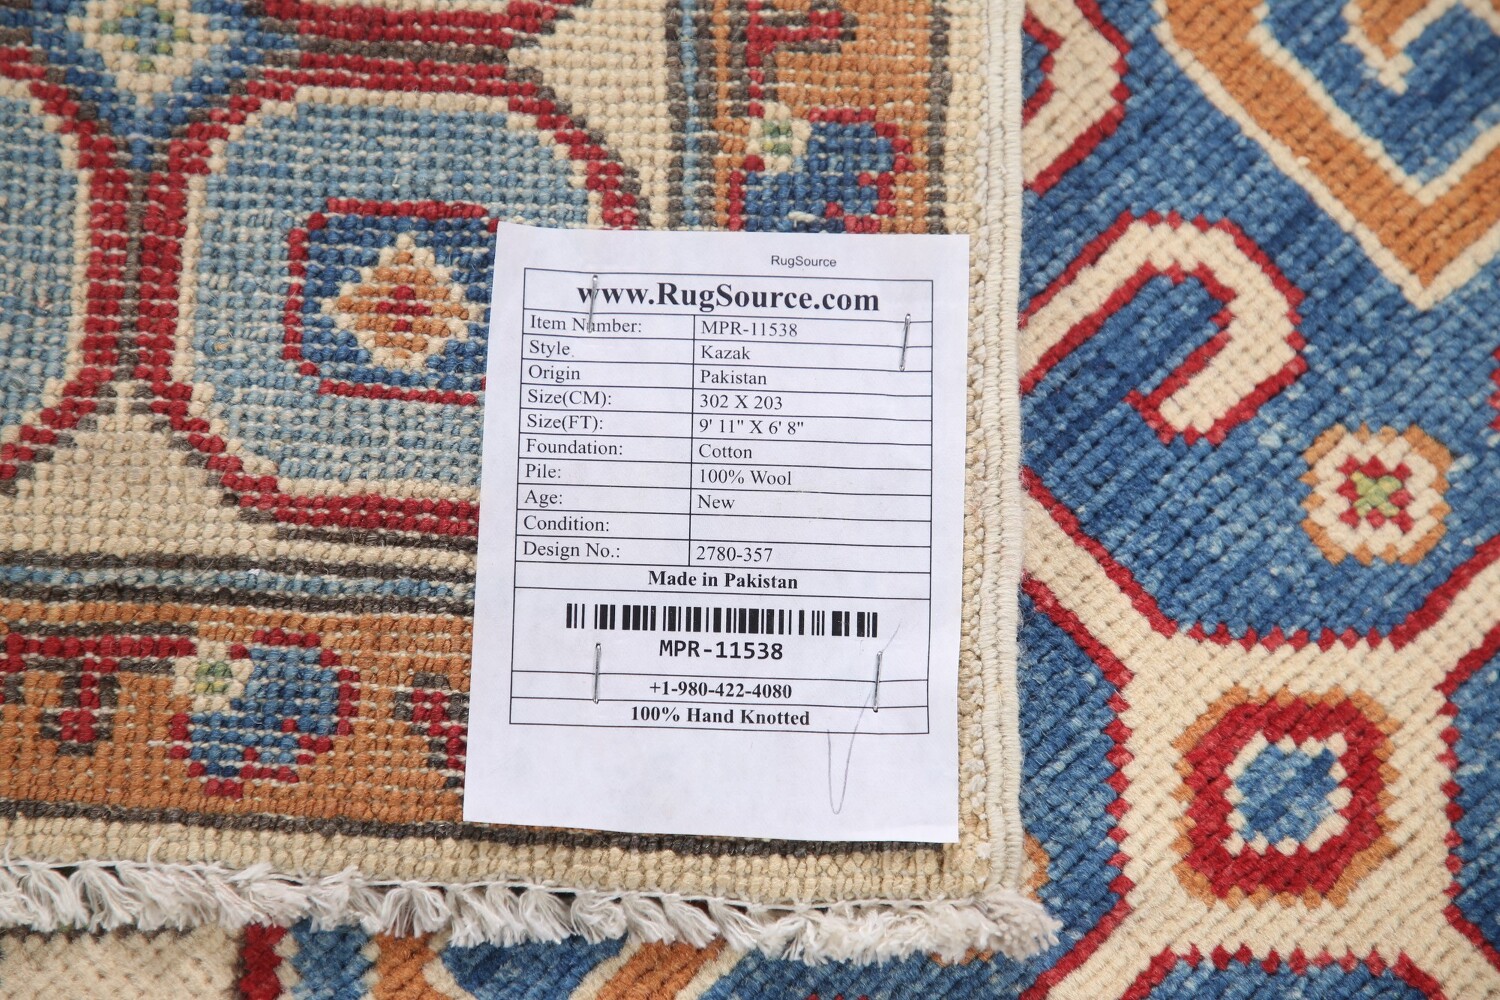 RugSource
www.RugSource.com
Item Number: MPR-11538
Style Kazak
Origin Pakistan
Size(CM): 302 X 203
Size(FT): 9' 11" X 6' 8"
Foundation: Cotton
Pile: 100% Wool
Age: New
Condition:
Design No.: 2780-357
Made in Pakistan
MPR-11538
+1-980-422-4080
100% Hand Knotted